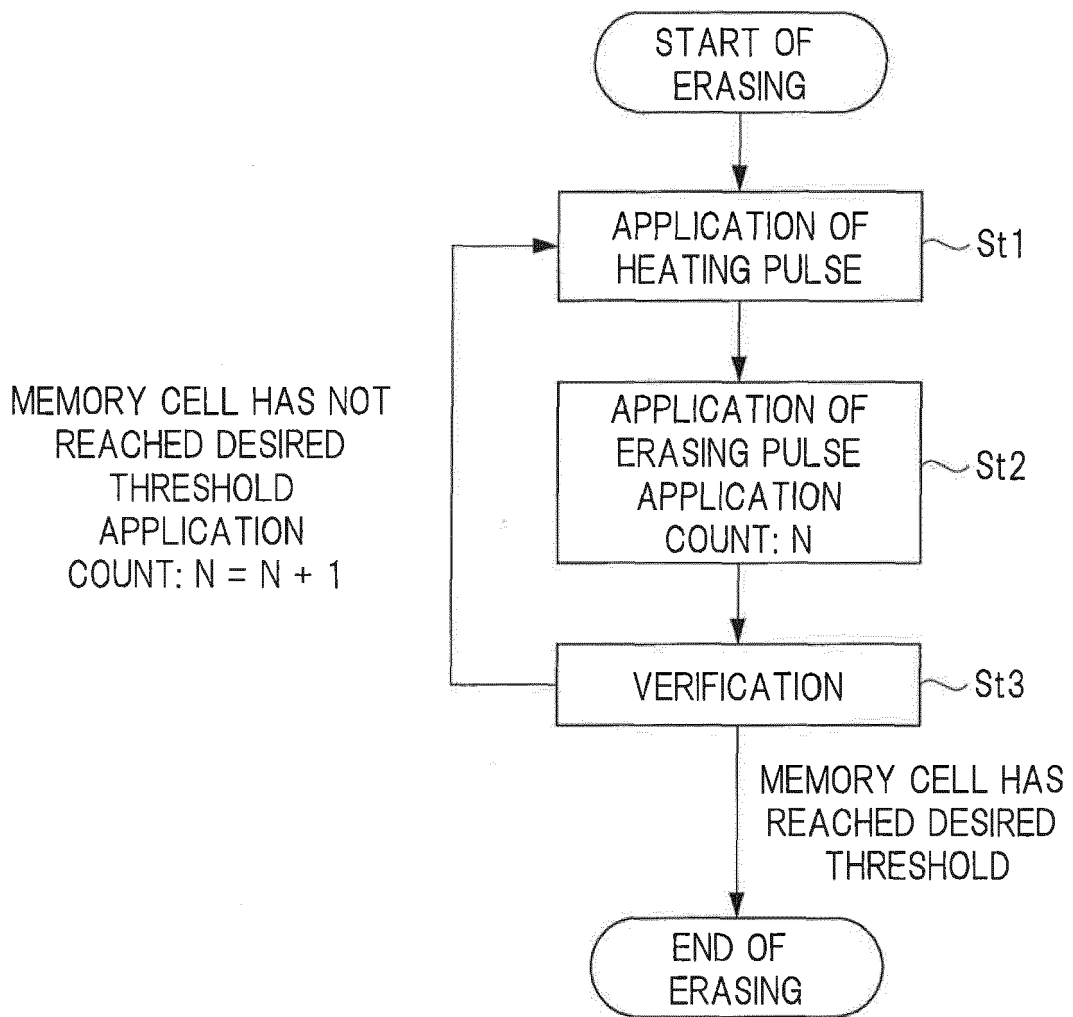 START OF
ERASING
APPLICATION OF
HEATING PULSE
St1
MEMORY CELL HAS NOT
REACHED DESIRED
THRESHOLD
APPLICATION
COUNT: N = N + 1
APPLICATION OF
ERASING PULSE
APPLICATION
COUNT: N
St2
VERIFICATION
St3
MEMORY CELL HAS
REACHED DESIRED
THRESHOLD
END OF
ERASING